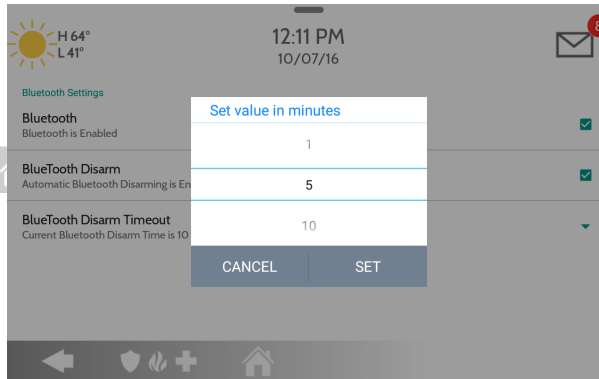 H 64°
L 41°
12:11 PM
10/07/16
8
Bluetooth Settings
Bluetooth
Bluetooth is Enabled
BlueTooth Disarm
Automatic Bluetooth Disarming is En
BlueTooth Disarm Timeout
Current Bluetooth Disarm Time is 10
Set value in minutes
1
5
10
CANCEL SET